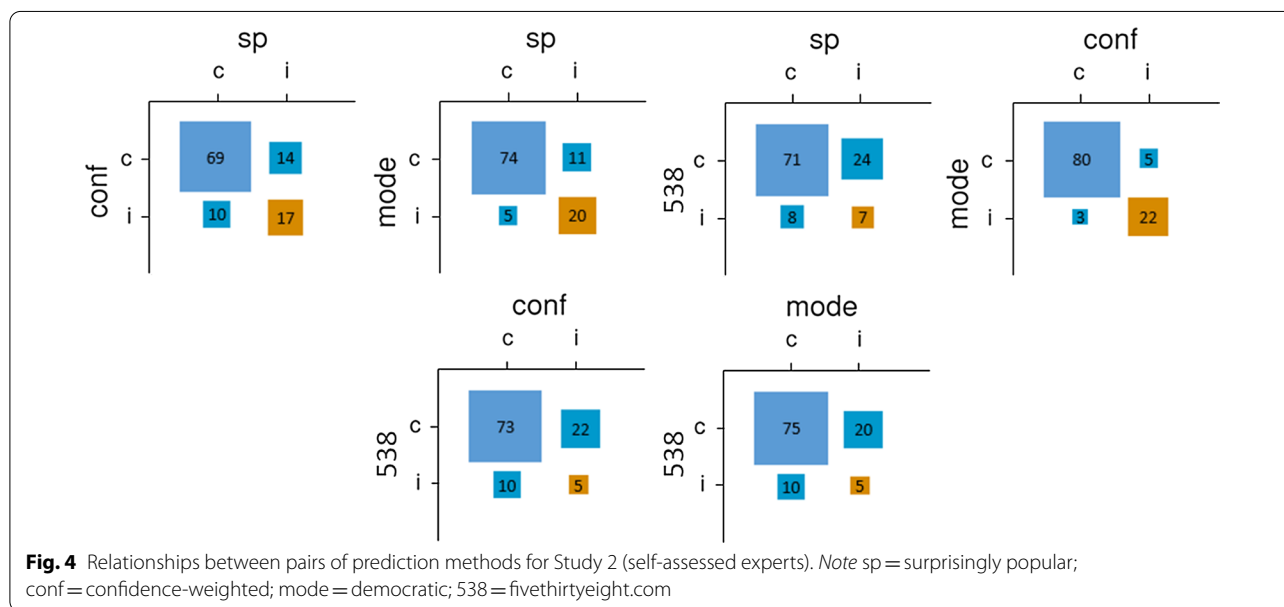 sp
c i
conf
c 69 14
i 10 17
sp
c i
mode
c 74 11
i 5 20
sp
c i
538
c 71 24
i 8 7
conf
c i
mode
c 80 5
i 3 22
conf
c i
538
c 73 22
i 10 5
mode
c i
538
c 75 20
i 10 5
Fig. 4 Relationships between pairs of prediction methods for Study 2 (self-assessed experts). Note sp = surprisingly popular;
conf = confidence-weighted; mode = democratic; 538 = fivethirtyeight.com